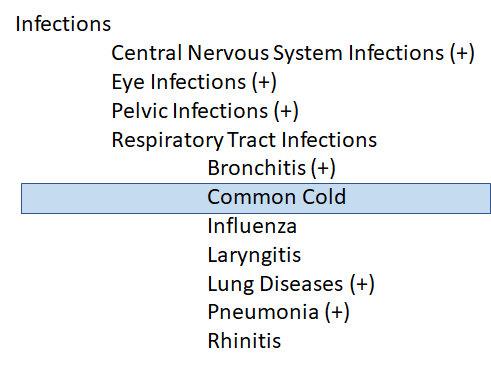 Infections
Central Nervous System Infections (+)
Eye Infections (+)
Pelvic Infections (+)
Respiratory Tract Infections
Bronchitis (+)
Common Cold
Influenza
Laryngitis
Lung Diseases (+)
Pneumonia (+)
Rhinitis